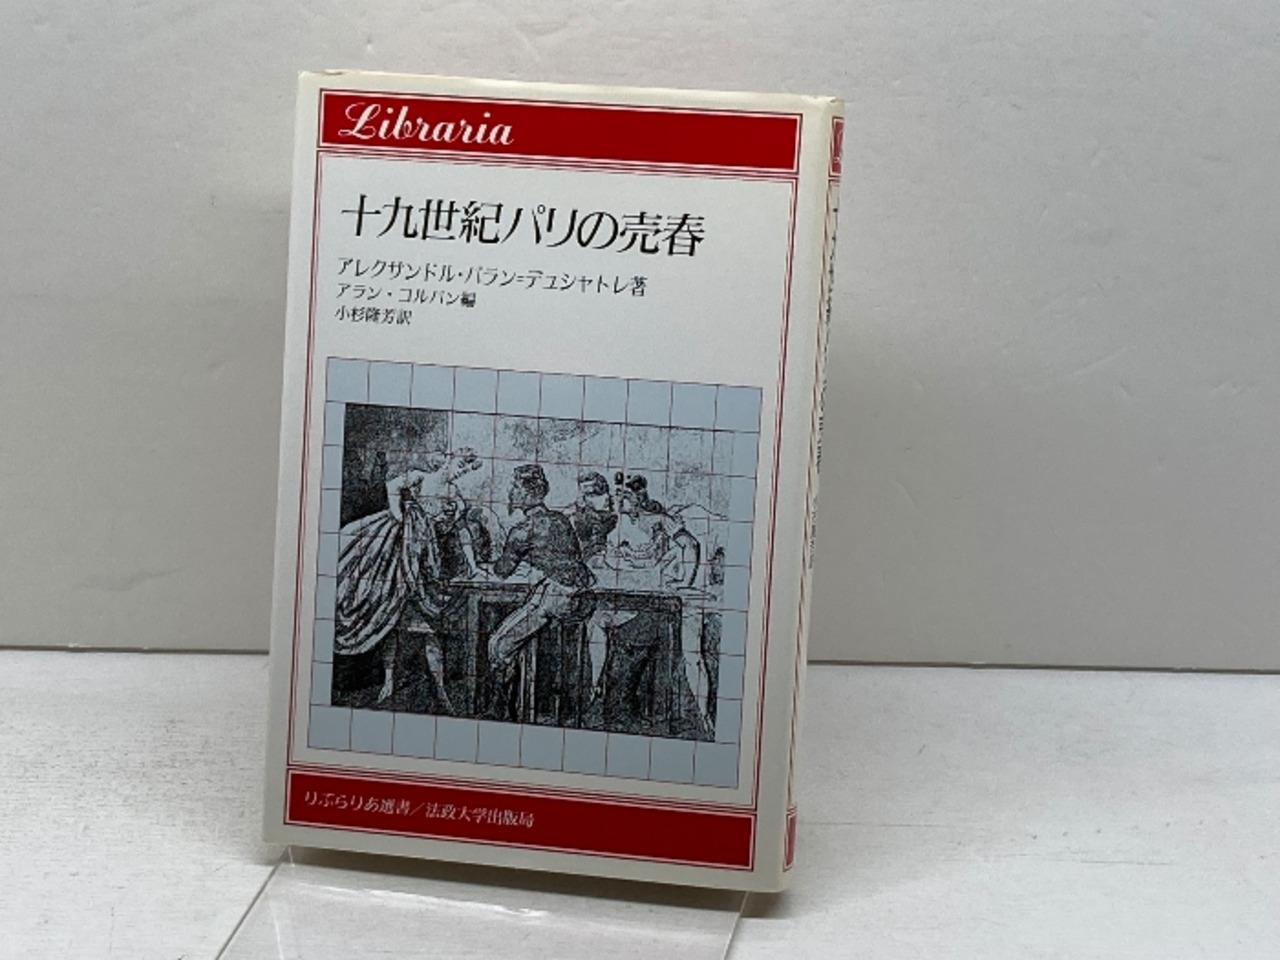 Libraria
十九世紀パリの売春
アレクサンドル・パラン=デュシャトレ著
アラン・コルバン編
小杉隆芳訳
りぶらりあ選書／法政大学出版局